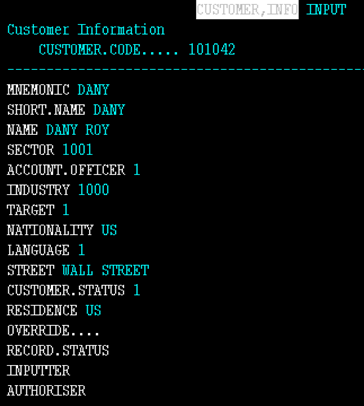 CUSTOMER,INFO INPUT
Customer Information
CUSTOMER.CODE..... 101042
MNEMONIC DANY
SHORT.NAME DANY
NAME DANY ROY
SECTOR 1001
ACCOUNT.OFFICER 1
INDUSTRY 1000
TARGET 1
NATIONALITY US
LANGUAGE 1
STREET WALL STREET
CUSTOMER.STATUS 1
RESIDENCE US
OVERRIDE....
RECORD.STATUS
INPUTTER
AUTHORISER